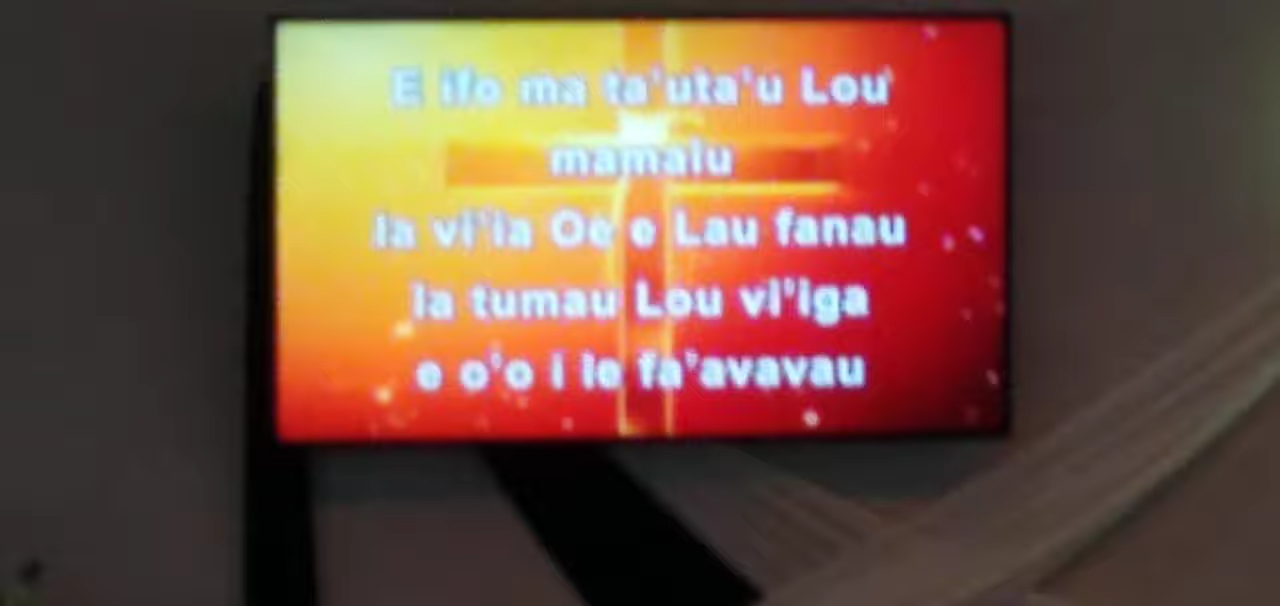 E ifo ma ta'uta'u Lou
mamalu
Ia vi'ia Oe e Lau fanau
Ia tumau Lou vi'iga
e o'o i le fa'avavau